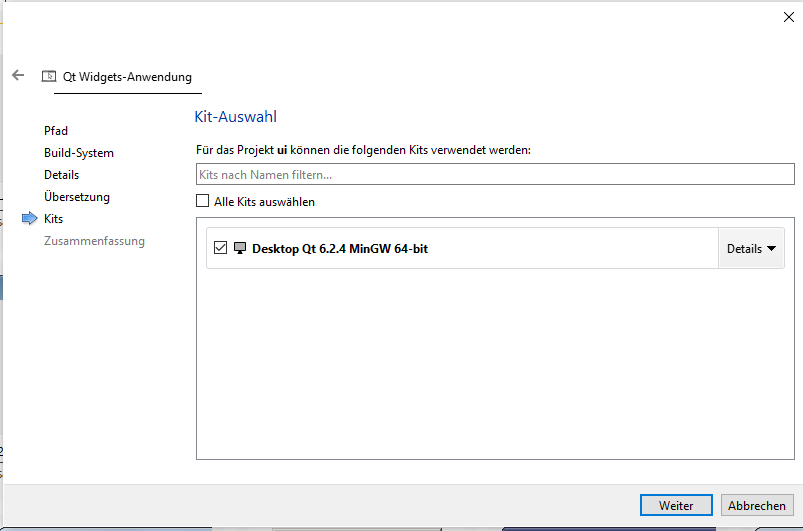 Qt Widgets-Anwendung
Kit-Auswahl
Pfad
Build-System
Details
Übersetzung
Kits
Zusammenfassung
Für das Projekt ui können die folgenden Kits verwendet werden:
Kits nach Namen filtern...
Alle Kits auswählen
Desktop Qt 6.2.4 MinGW 64-bit
Details
Weiter
Abbrechen